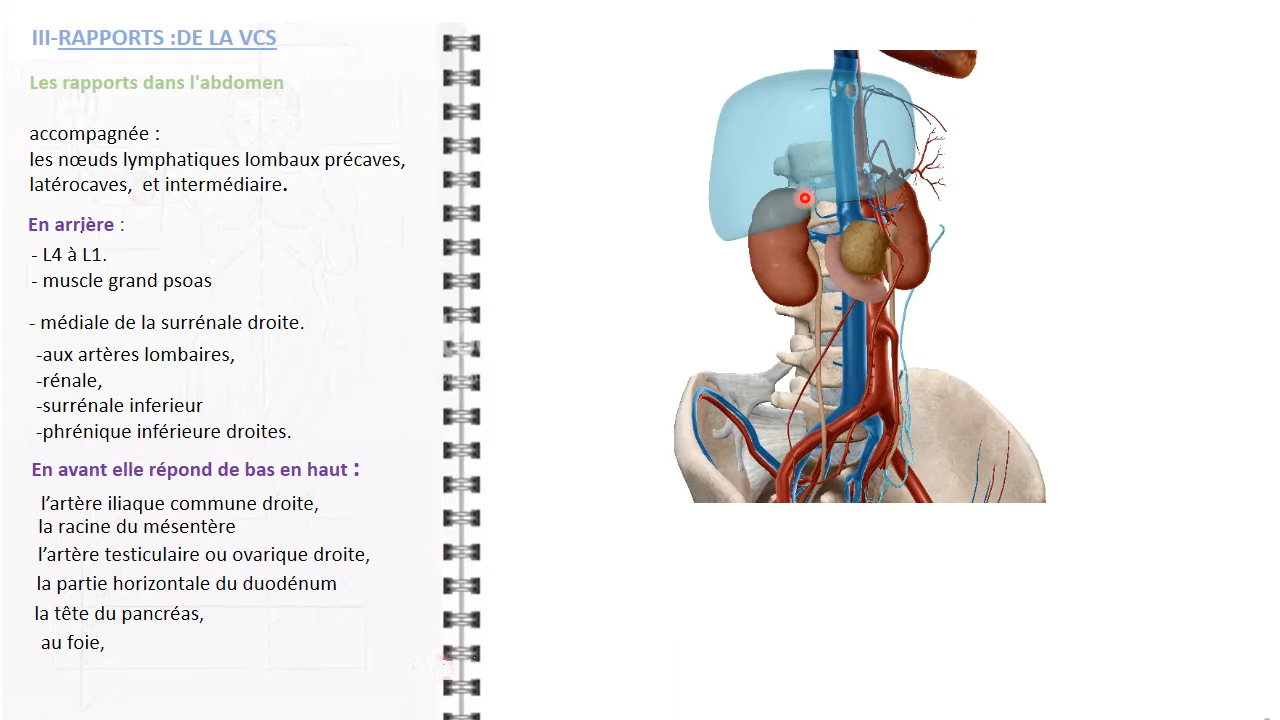 III-RAPPORTS :DE LA VCS
Les rapports dans l'abdomen
accompagnée :
les nœuds lymphatiques lombaux précaves,
latérocaves, et intermédiaire.
En arrière :
- L4 à L1.
- muscle grand psoas
- médiale de la surrénale droite.
-aux artères lombaires,
-rénale,
-surrénale inferieur
-phrénique inférieure droites.
En avant elle répond de bas en haut :
l’artère iliaque commune droite,
la racine du mésentère
l’artère testiculaire ou ovarique droite,
la partie horizontale du duodénum
la tête du pancréas,
au foie,